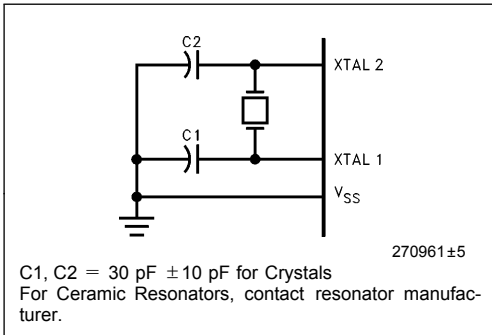 C2
XTAL 2
C1
XTAL 1
VSS
270961±5
C1, C2 = 30 pF ±10 pF for Crystals
For Ceramic Resonators, contact resonator manufac-
turer.